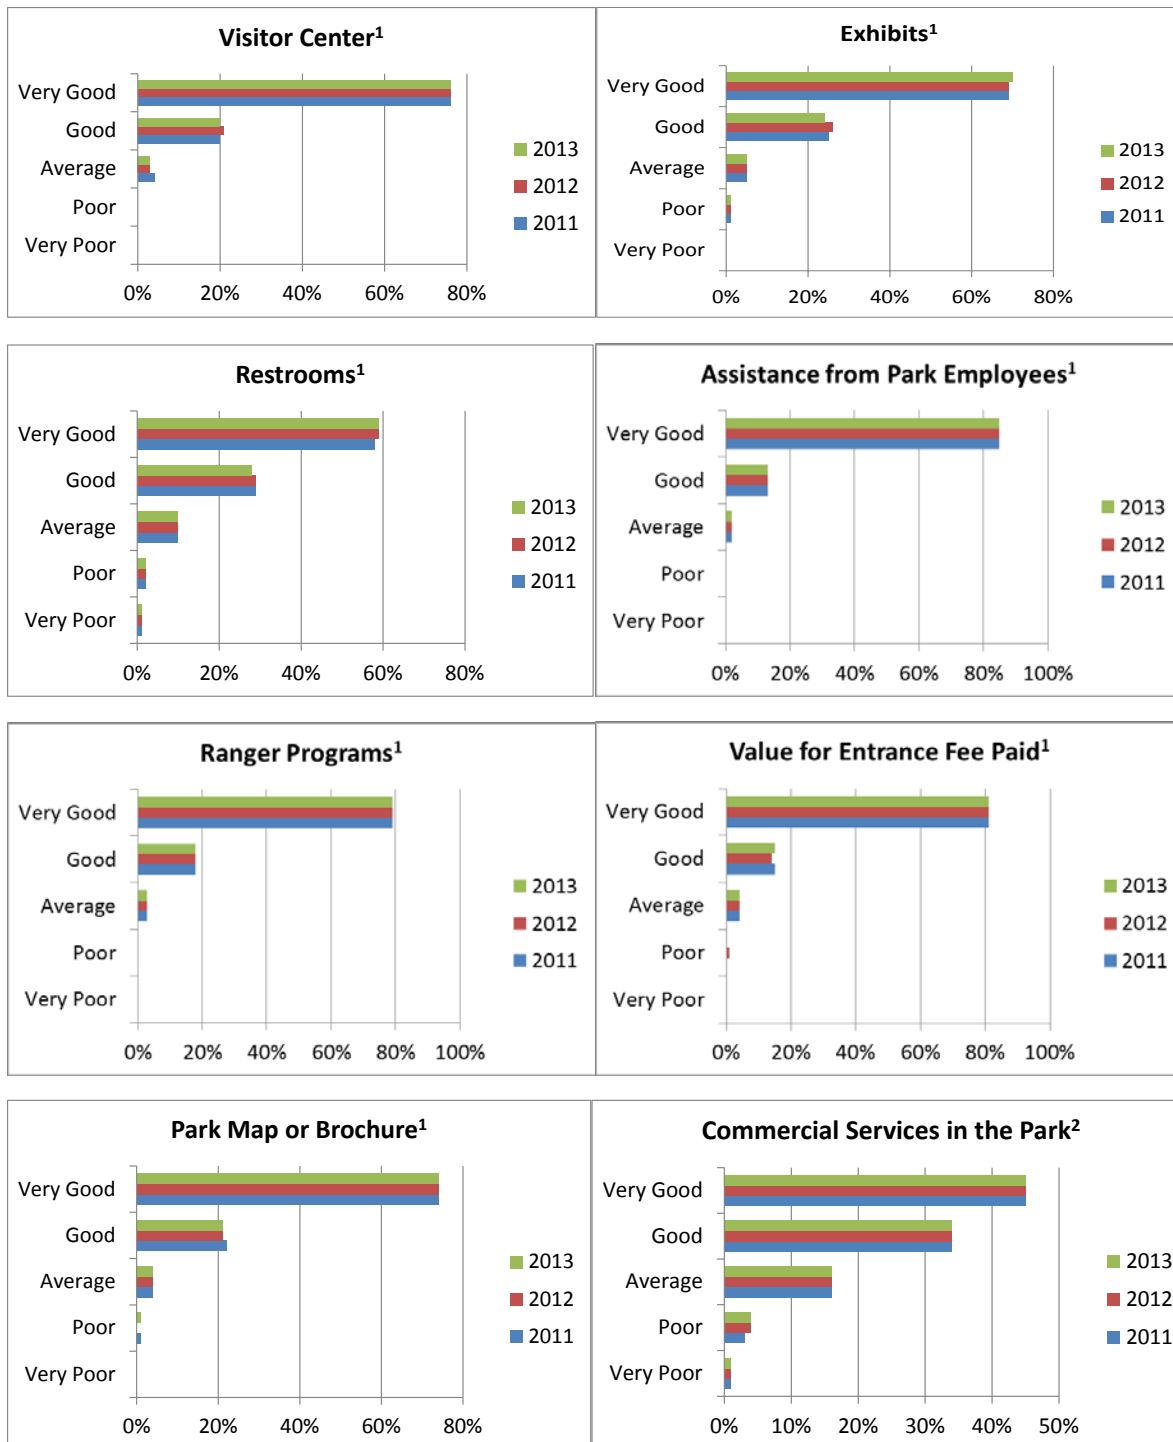 Visitor Center¹
Very Good
Good
Average
Poor
Very Poor
0% 20% 40% 60% 80%
2013
2012
2011
Exhibits¹
Very Good
Good
Average
Poor
Very Poor
0% 20% 40% 60% 80%
2013
2012
2011
Restrooms¹
Very Good
Good
Average
Poor
Very Poor
0% 20% 40% 60% 80%
2013
2012
2011
Assistance from Park Employees¹
Very Good
Good
Average
Poor
Very Poor
0% 20% 40% 60% 80% 100%
2013
2012
2011
Ranger Programs¹
Very Good
Good
Average
Poor
Very Poor
0% 20% 40% 60% 80% 100%
2013
2012
2011
Value for Entrance Fee Paid¹
Very Good
Good
Average
Poor
Very Poor
0% 20% 40% 60% 80% 100%
2013
2012
2011
Park Map or Brochure¹
Very Good
Good
Average
Poor
Very Poor
0% 20% 40% 60% 80%
2013
2012
2011
Commercial Services in the Park²
Very Good
Good
Average
Poor
Very Poor
0% 10% 20% 30% 40% 50%
2013
2012
2011